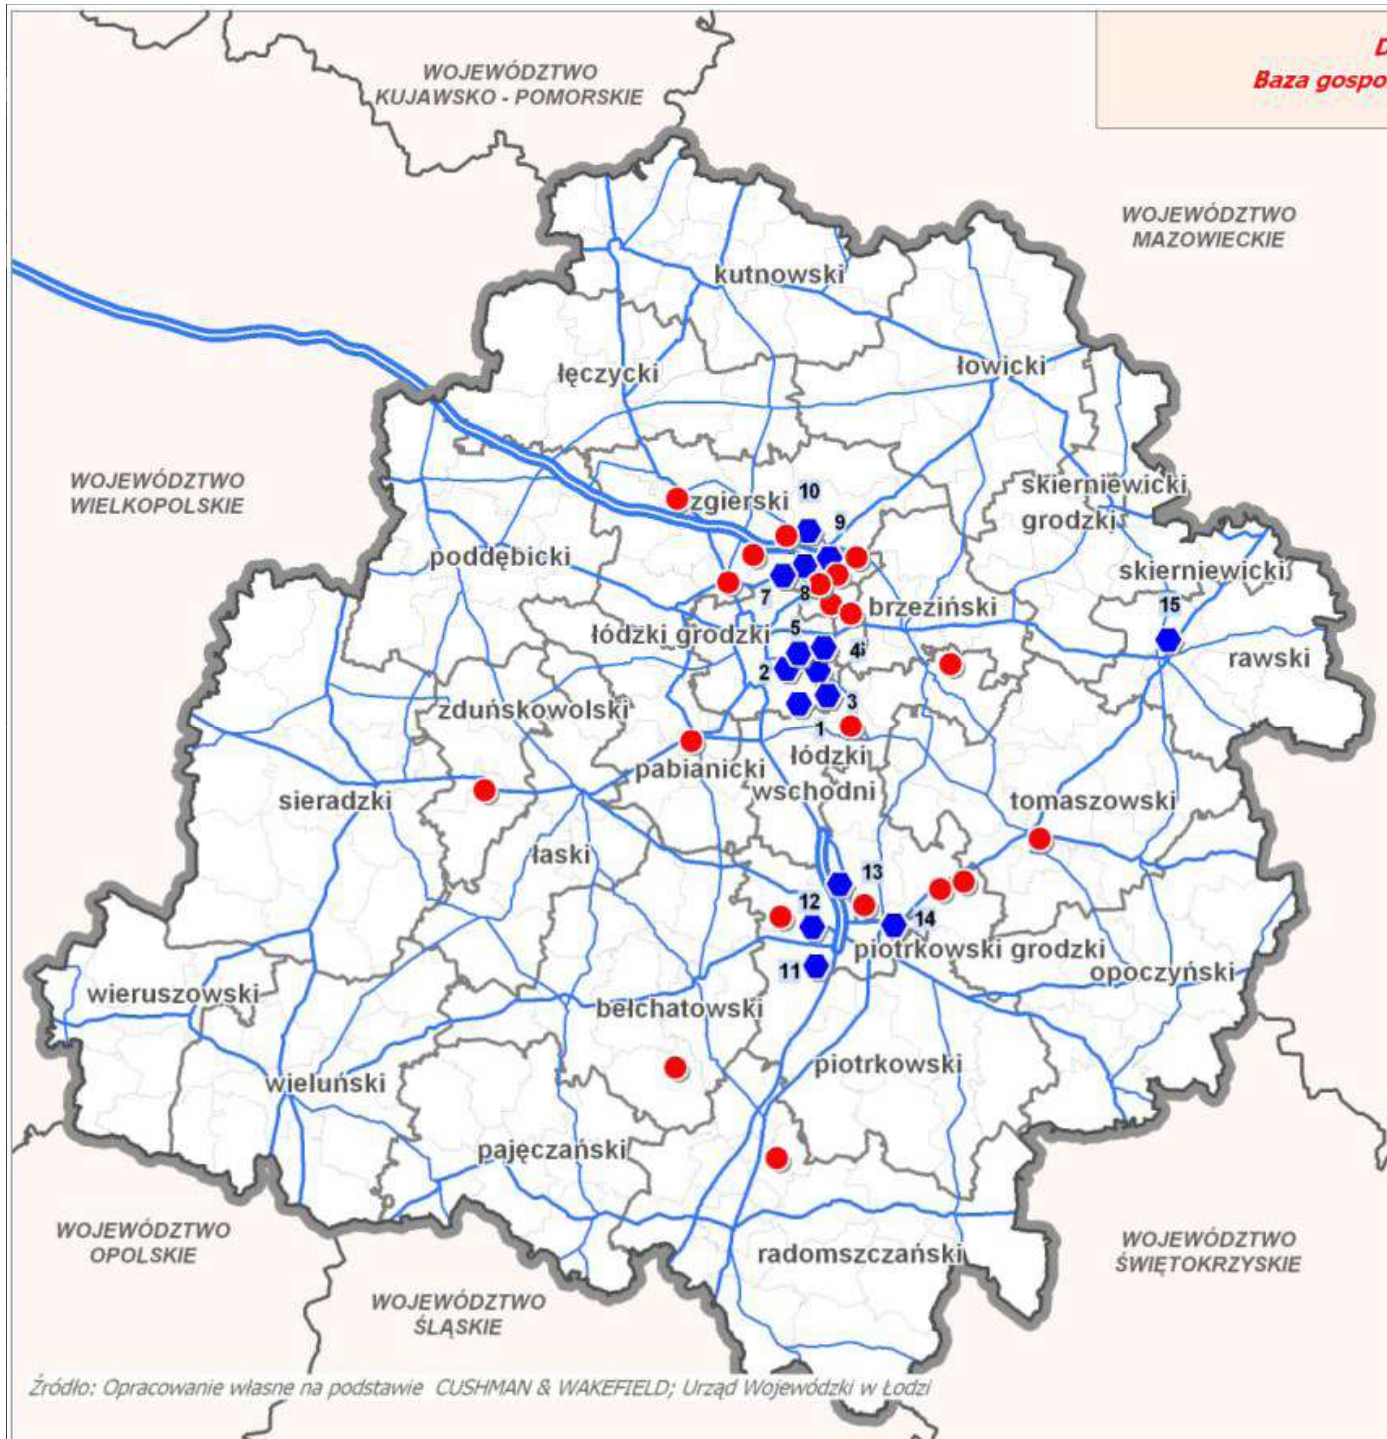 D
Baza gospo
WOJEWÓDZTWO
KUJAWSKO - POMORSKIE
WOJEWÓDZTWO
MAZOWIECKIE
kutnowski
łęczycki
łowicki
WOJEWÓDZTWO
WIELKOPOLSKIE
zgierski
10
9
skierniewicki
grodzki
poddębicki
skierniewicki
7
8
brzeziński
15
łódzki grodzki
5
4
2
rawski
3
zduńskowolski
1
łódzki
wschodni
pabianicki
sieradzki
tomaszowski
łaski
13
12
14
piotrkowski grodzki
11
opoczyński
wieruszowski
bełchatowski
piotrkowski
wieluński
pajęczański
WOJEWÓDZTWO
OPOLSKIE
radomszczański
WOJEWÓDZTWO
ŚWIĘTOKRZYSKIE
WOJEWÓDZTWO
ŚLĄSKIE
Źródło: Opracowanie własne na podstawie CUSHMAN & WAKEFIELD; Urząd Wojewódzki w Łodzi